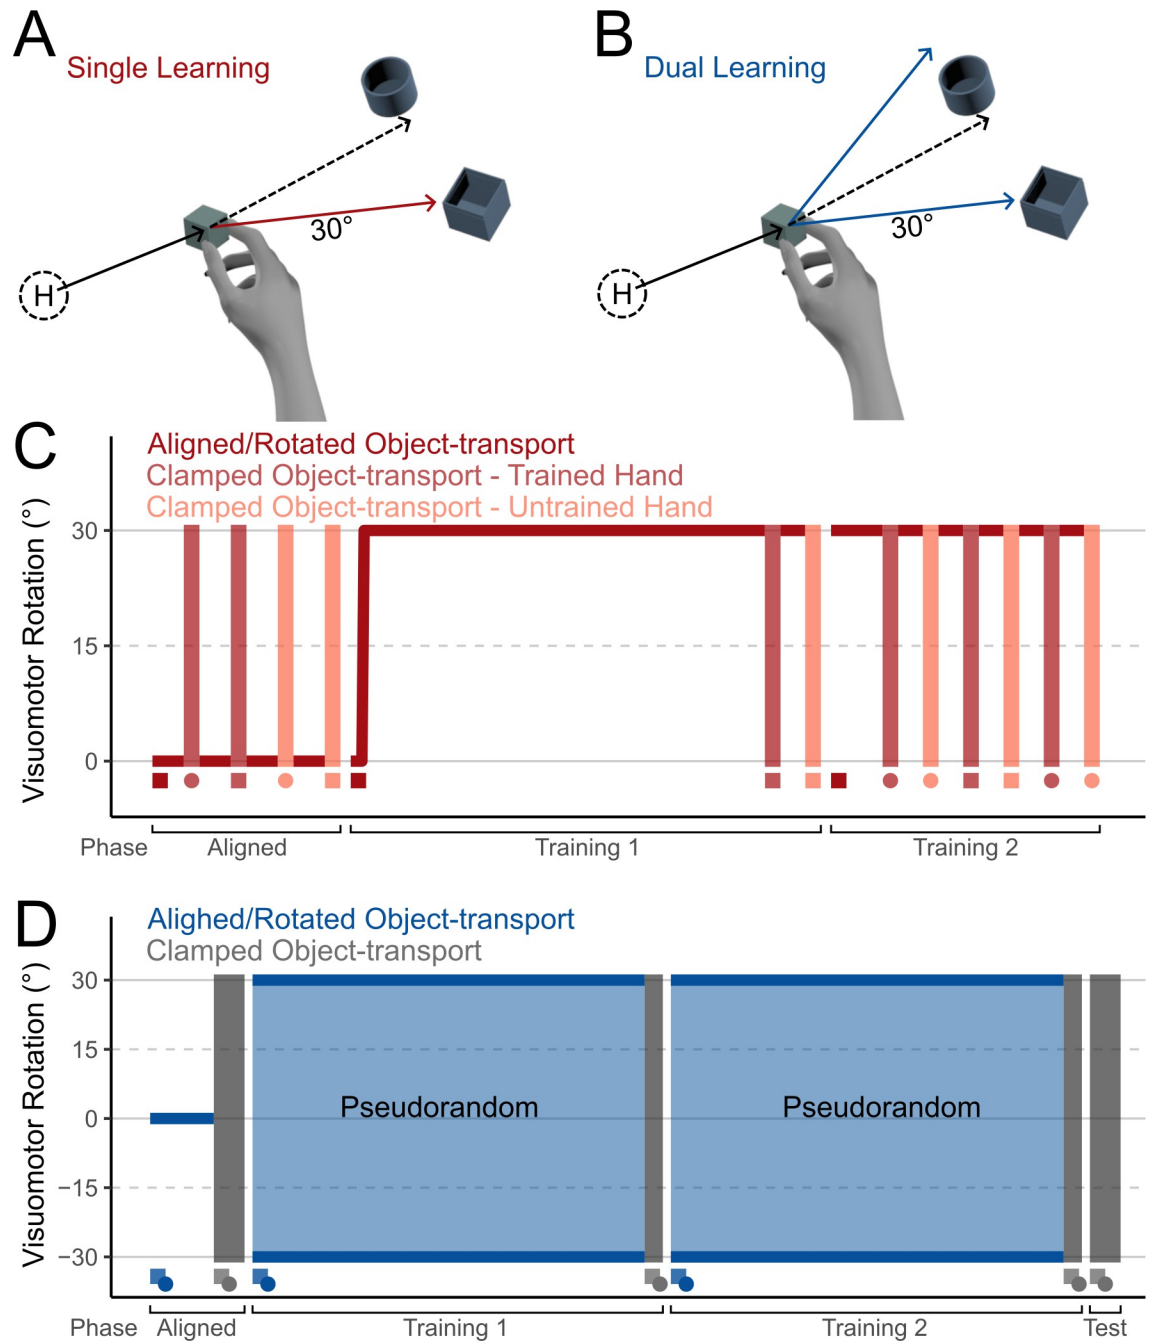 A
Single Learning
30°
H
B
Dual Learning
30°
H
C
Aligned/Rotated Object-transport
Clamped Object-transport - Trained Hand
Clamped Object-transport - Untrained Hand
Visuomotor Rotation (°)
30
15
0
Phase
Aligned
Training 1
Training 2
D
Alighed/Rotated Object-transport
Clamped Object-transport
Visuomotor Rotation (°)
30
15
0
−15
−30
Pseudorandom
Pseudorandom
Phase
Aligned
Training 1
Training 2
Test